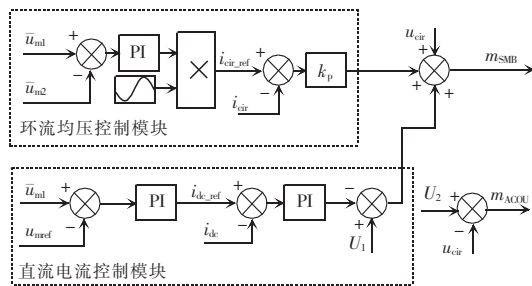 ū_m1
+
−
ū_m2
PI
×
i_cir_ref
+
−
i_cir
k_p
u_cir
+
+
+
m_SMB
环流均压控制模块
ū_m1
+
−
u_mref
PI
i_dc_ref
+
−
i_dc
PI
−
+
U_1
U_2
+
−
u_cir
m_ACOU
直流电流控制模块